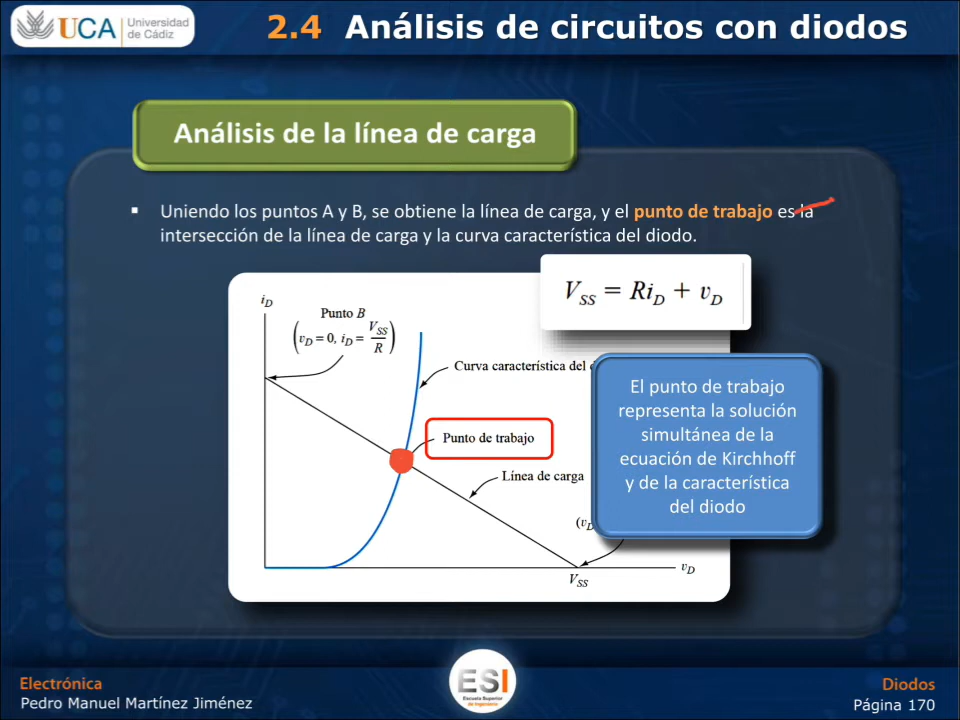 UCA Universidad de Cádiz
2.4 Análisis de circuitos con diodos
Análisis de la línea de carga
Uniendo los puntos A y B, se obtiene la línea de carga, y el punto de trabajo es la
intersección de la línea de carga y la curva característica del diodo.
V_SS = Ri_D + v_D
i_D
Punto B
(v_D = 0, i_D = V_SS/R)
Curva característica del d
Punto de trabajo
Línea de carga
(v_D
V_SS
v_D
El punto de trabajo
representa la solución
simultánea de la
ecuación de Kirchhoff
y de la característica
del diodo
Electrónica
Pedro Manuel Martínez Jiménez
ESI
Escuela Superior
de Ingeniería
Diodos
Página 170